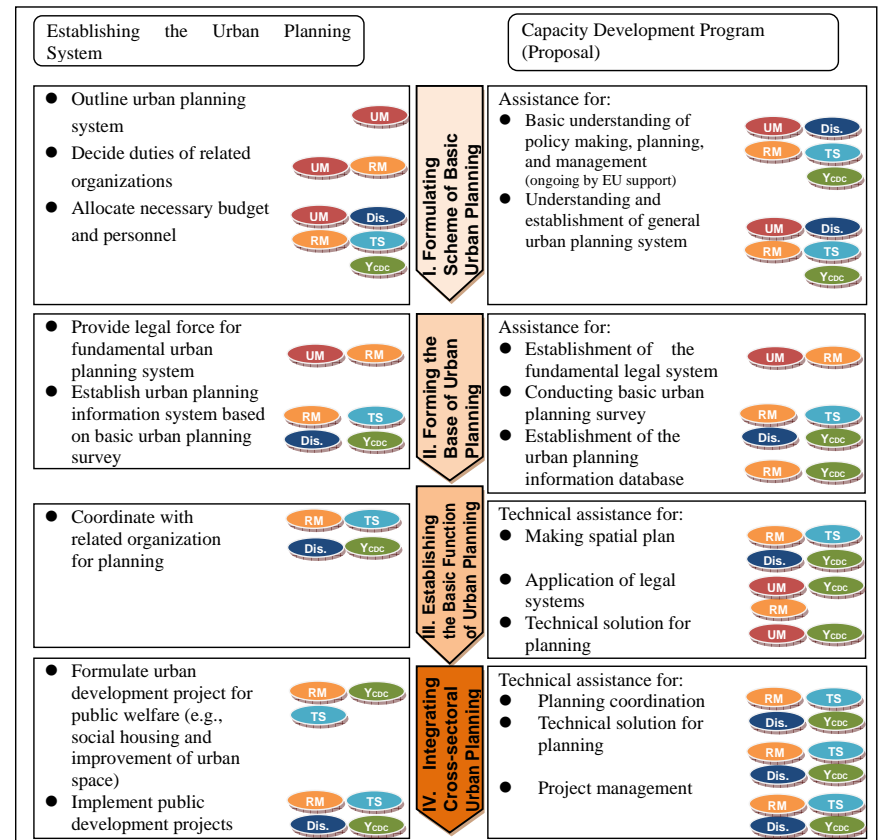 Establishing the Urban Planning
System
Capacity Development Program
(Proposal)
● Outline urban planning
system
UM
● Decide duties of related
organizations
UM RM
● Allocate necessary budget
and personnel
UM Dis.
RM TS
YCDC
I. Formulating
Scheme of Basic
Urban Planning
Assistance for:
● Basic understanding of
policy making, planning,
and management
(ongoing by EU support)
UM Dis.
RM TS
YCDC
● Understanding and
establishment of general
urban planning system
UM Dis.
RM TS
YCDC
● Provide legal force for
fundamental urban
planning system
UM RM
● Establish urban planning
information system based
on basic urban planning
survey
RM TS
Dis. YCDC
II. Forming the
Base of Urban
Planning
Assistance for:
● Establishment of the
fundamental legal system
UM RM
● Conducting basic urban
planning survey
RM TS
Dis. YCDC
● Establishment of the
urban planning
information database
RM YCDC
● Coordinate with
related organization
for planning
RM TS
Dis. YCDC
III. Establishing
the Basic Function
of Urban Planning
Technical assistance for:
● Making spatial plan
RM TS
Dis. YCDC
● Application of legal
systems
UM YCDC
RM
● Technical solution for
planning
UM YCDC
● Formulate urban
development project for
public welfare (e.g.,
social housing and
improvement of urban
space)
RM YCDC
TS
● Implement public
development projects
RM TS
Dis. YCDC
IV. Integrating
Cross-sectoral
Urban Planning
Technical assistance for:
● Planning coordination
RM TS
Dis. YCDC
● Technical solution for
planning
RM TS
Dis. YCDC
● Project management
RM TS
Dis. YCDC